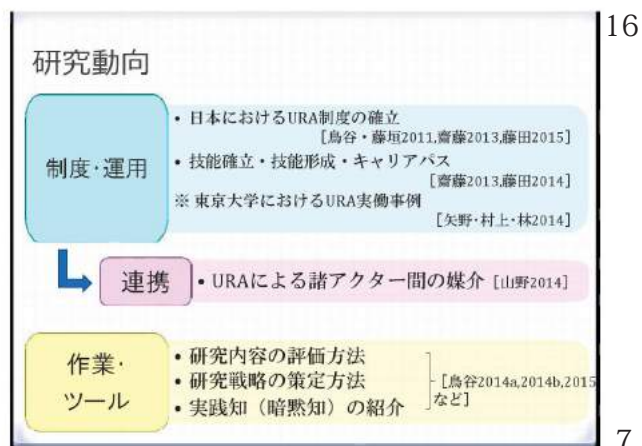 16
研究動向
制度・運用
• 日本におけるURA制度の確立
[鳥谷・藤垣2011,齋藤2013,藤田2015]
• 技能確立・技能形成・キャリアパス
[齋藤2013,藤田2014]
※ 東京大学におけるURA実働事例
[矢野・村上・林2014]
連携
• URAによる諸アクター間の媒介 [山野2014]
作業・
ツール
• 研究内容の評価方法
• 研究戦略の策定方法
• 実践知（暗黙知）の紹介
[鳥谷2014a,2014b,2015
など]
7